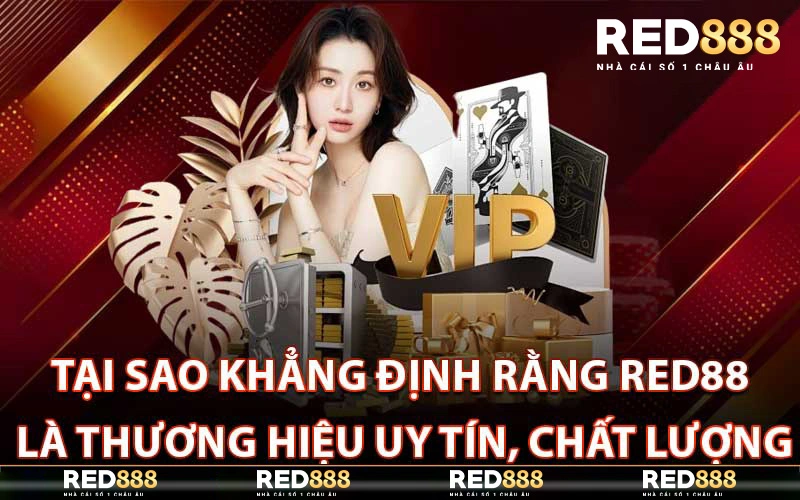 RED888
NHÀ CÁI SỐ 1 CHÂU ÂU
VIP
TẠI SAO KHẲNG ĐỊNH RẰNG RED88
LÀ THƯƠNG HIỆU UY TÍN, CHẤT LƯỢNG
RED888 RED888 RED888 RED888
NHÀ CÁI SỐ 1 CHÂU ÂU NHÀ CÁI SỐ 1 CHÂU ÂU NHÀ CÁI SỐ 1 CHÂU ÂU NHÀ CÁI SỐ 1 CHÂU ÂU